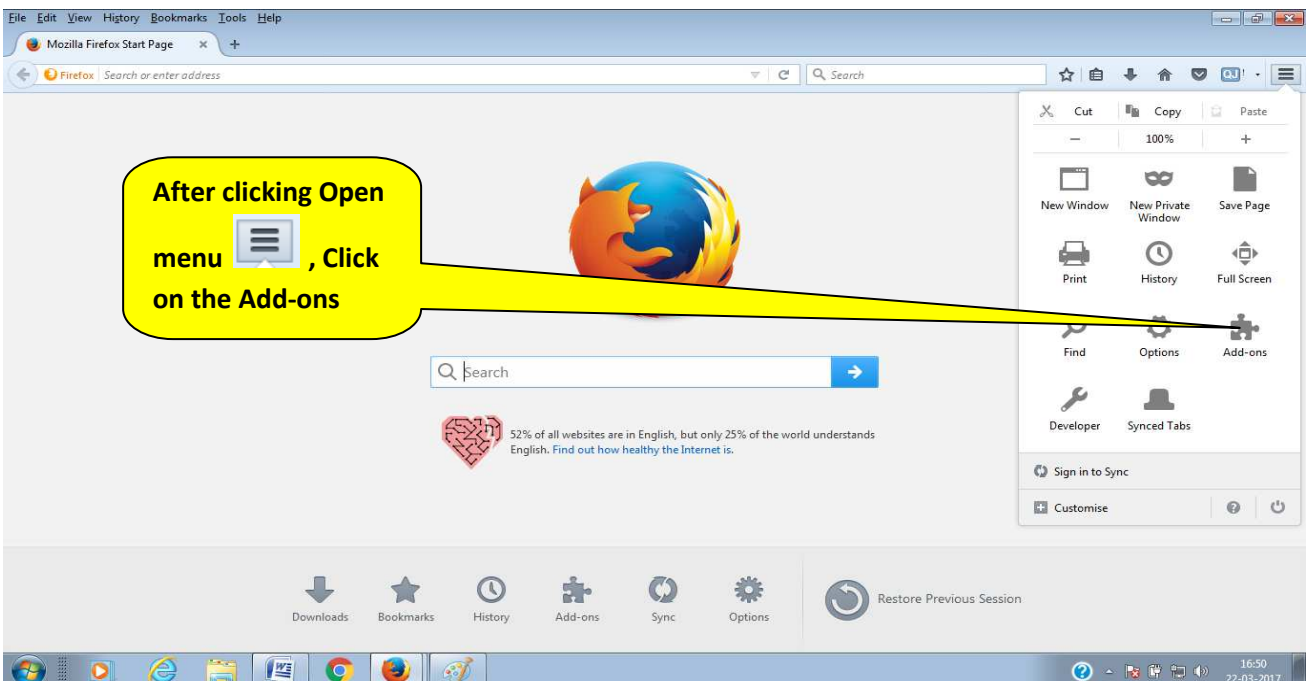 File Edit View History Bookmarks Tools Help
Mozilla Firefox Start Page
Firefox Search or enter address
Search
Cut Copy Paste
100%
New Window New Private Window Save Page
Print History Full Screen
Find Options Add-ons
Developer Synced Tabs
Sign in to Sync
Customise
After clicking Open
menu , Click
on the Add-ons
Search
52% of all websites are in English, but only 25% of the world understands
English. Find out how healthy the Internet is.
Downloads Bookmarks History Add-ons Sync Options
Restore Previous Session
16:50
22-03-2017